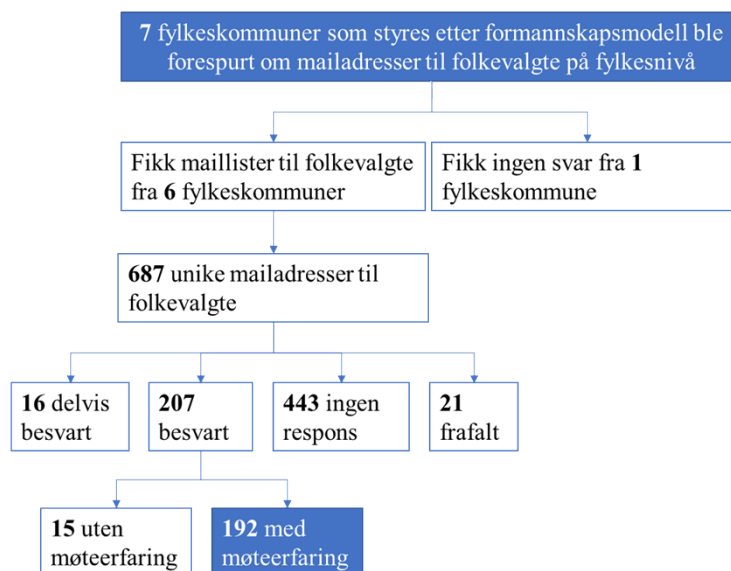 7 fylkeskommuner som styres etter formannskapsmodell ble
forespurt om mailadresser til folkevalgte på fylkesnivå
Fikk maillister til folkevalgte
fra 6 fylkeskommuner
Fikk ingen svar fra 1
fylkeskommune
687 unike mailadresser til
folkevalgte
16 delvis
besvart
207
besvart
443 ingen
respons
21
frafalt
15 uten
møteerfaring
192 med
møteerfaring